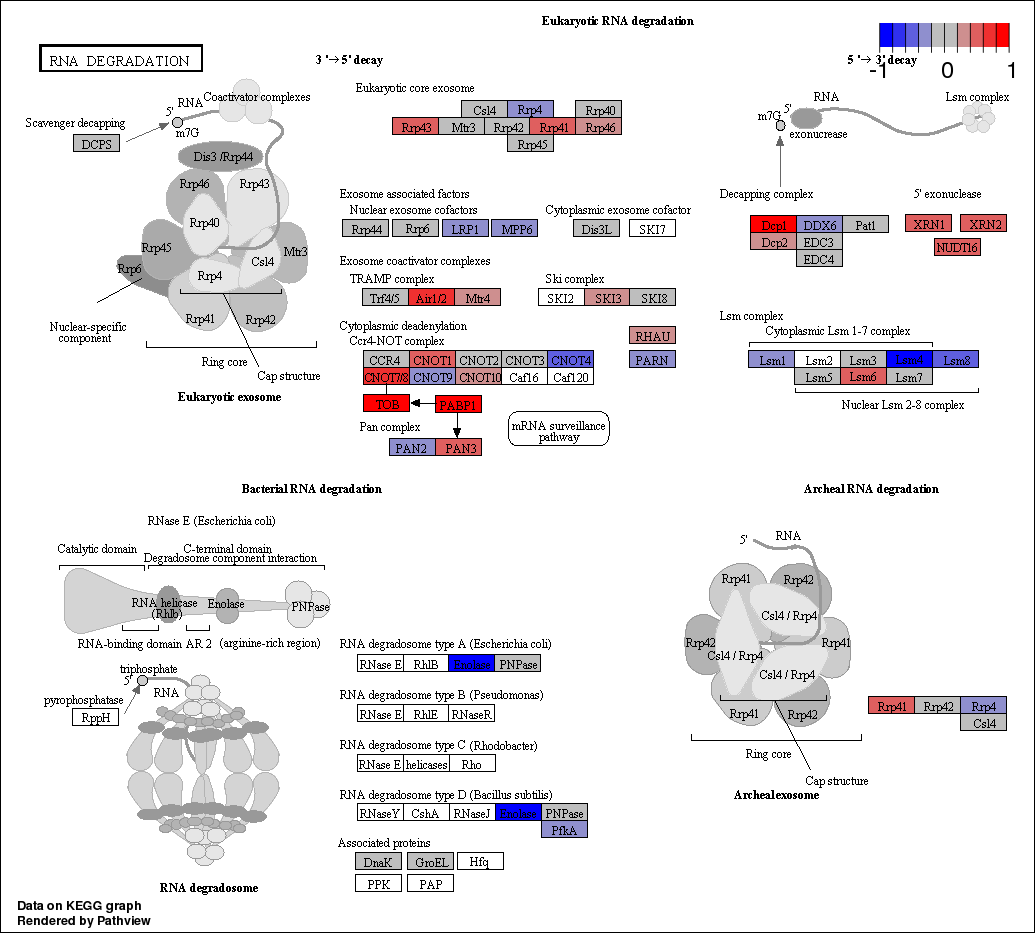 Eukaryotic RNA degradation
RNA DEGRADATION
3 '→ 5' decay
5 '→ 3' decay
-1 0 1
Scavenger decapping
DCPS
5'
RNA
m7G
Coactivator complexes
Dis3 /Rrp44
Rrp46
Rrp43
Rrp40
Rrp45
Csl4
Mtr3
Rrp6
Rrp4
Rrp41
Rrp42
Nuclear-specific
component
Ring core
Cap structure
Eukaryotic exosome
Eukaryotic core exosome
Csl4 Rrp4 Rrp40
Rrp43 Mtr3 Rrp42 Rrp41 Rrp46
Rrp45
Exosome associated factors
Nuclear exosome cofactors
Cytoplasmic exosome cofactor
Rrp44 Rrp6 LRP1 MPP6 Dis3L SKI7
Exosome coactivator complexes
TRAMP complex
Ski complex
Trf4/5 Air1/2 Mtr4 SKI2 SKI3 SKI8
Cytoplasmic deadenylation
Ccr4-NOT complex
RHAU
CCR4 CNOT1 CNOT2 CNOT3 CNOT4 PARN
CNOT7/8 CNOT9 CNOT10 Caf16 Caf120
TOB PABP1
Pan complex
PAN2 PAN3
mRNA surveillance
pathway
m7G
5'
RNA
exonucrease
Lsm complex
Decapping complex
5' exonuclease
Dcp1 DDX6 Pat1 XRN1 XRN2
Dcp2 EDC3 NUDT16
EDC4
Lsm complex
Cytoplasmic Lsm 1-7 complex
Lsm1 Lsm2 Lsm3 Lsm4 Lsm8
Lsm5 Lsm6 Lsm7
Nuclear Lsm 2-8 complex
Bacterial RNA degradation
RNase E (Escherichia coli)
Catalytic domain
C-terminal domain
Degradosome component interaction
RNA helicase
(Rhlb)
Enolase
PNPase
RNA-binding domain AR 2 (arginine-rich region)
triphosphate
5'
RNA
pyrophosphatase
RppH
RNA degradosome
RNA degradosome type A (Escherichia coli)
RNase E RhlB Enolase PNPase
RNA degradosome type B (Pseudomonas)
RNase E RhlE RNaseR
RNA degradosome type C (Rhodobacter)
RNase E helicases Rho
RNA degradosome type D (Bacillus subtilis)
RNaseY CshA RNaseJ Enolase PNPase
PfkA
Associated proteins
DnaK GroEL Hfq
PPK PAP
Archeal RNA degradation
5' RNA
Rrp41 Rrp42
Csl4 / Rrp4
Rrp42 Rrp41
Csl4 / Rrp4
Csl4 / Rrp4
Rrp41 Rrp42
Ring core
Cap structure
Archeal exosome
Rrp41 Rrp42 Rrp4
Csl4
Data on KEGG graph
Rendered by Pathview